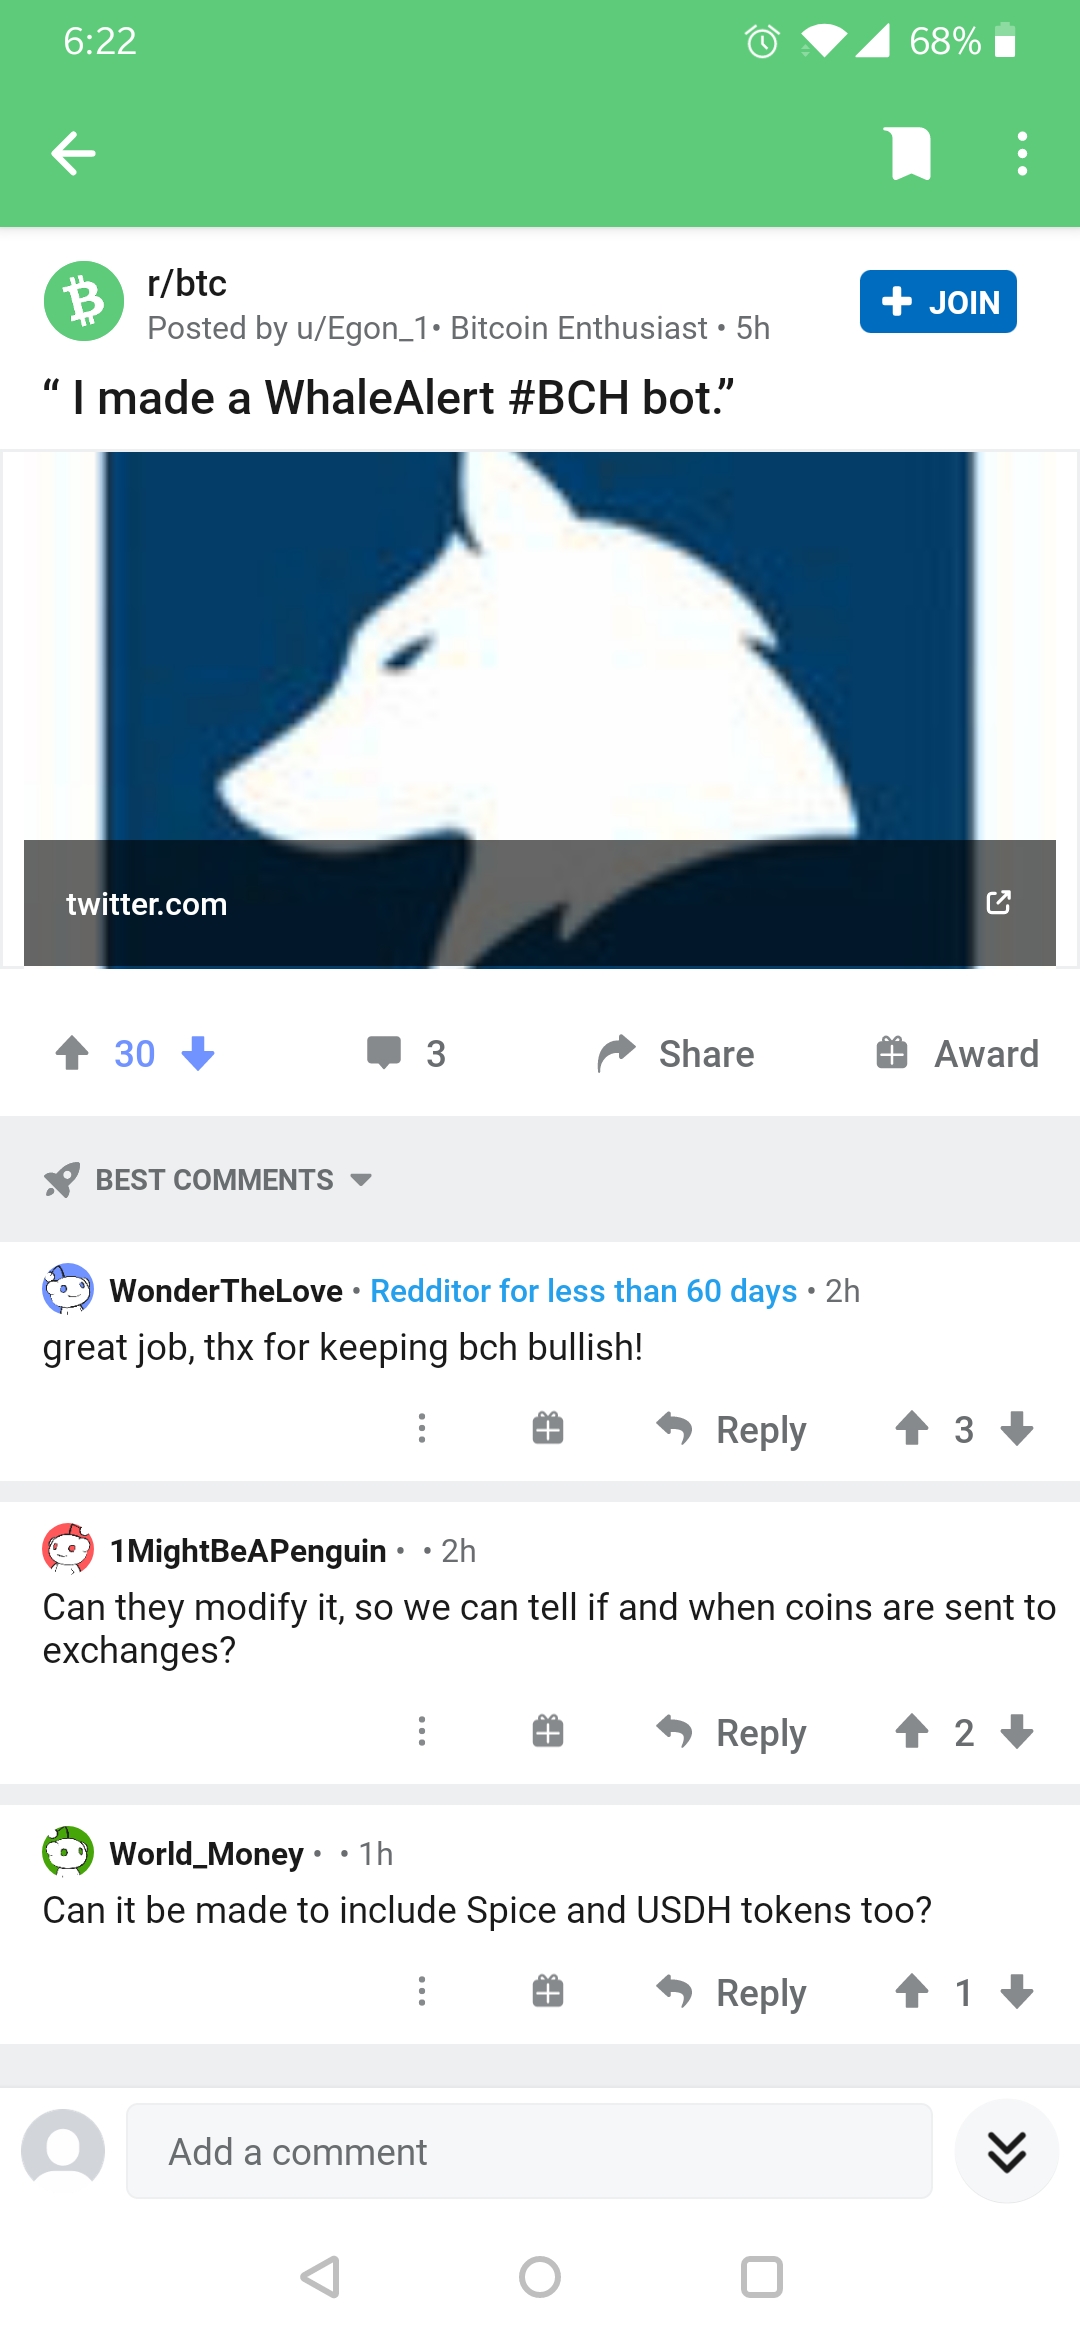 6:22
68%
r/btc
JOIN
Posted by u/Egon_1• Bitcoin Enthusiast • 5h
“ I made a WhaleAlert #BCH bot.”
twitter.com
30
3
Share
Award
BEST COMMENTS
WonderTheLove • Redditor for less than 60 days • 2h
great job, thx for keeping bch bullish!
Reply
3
1MightBeAPenguin • • 2h
Can they modify it, so we can tell if and when coins are sent to
exchanges?
Reply
2
World_Money • • 1h
Can it be made to include Spice and USDH tokens too?
Reply
1
Add a comment